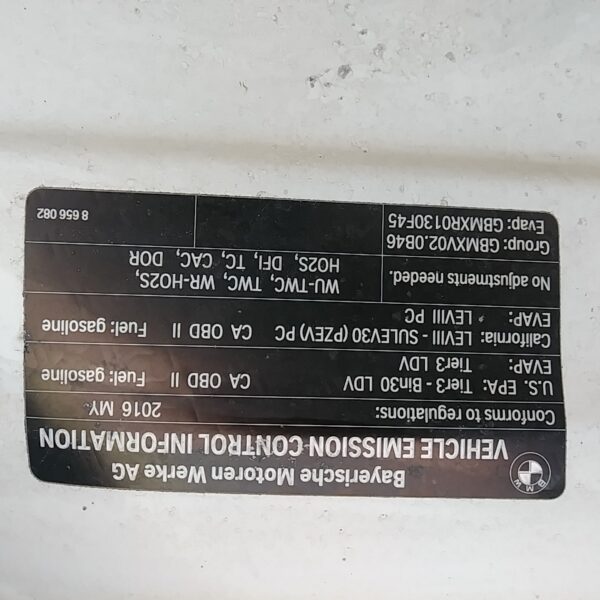 BMW
Bayerische Motoren Werke AG
VEHICLE EMISSION CONTROL INFORMATION
Conforms to regulations: 2016 MY
U.S. EPA: Tier3 - Bin30 LDV CA OBD II Fuel: gasoline
EVAP: Tier3 LDV
California: LEVIII - SULEV30 (PZEV) PC CA OBD II Fuel: gasoline
EVAP: LEVIII PC
No adjustments needed. WU-TWC, TWC, WR-HO2S,
HO2S, DFI, TC, CAC, DOR
Group: GBMXV02.0B46
Evap: GBMXR0130F45 8 656 082